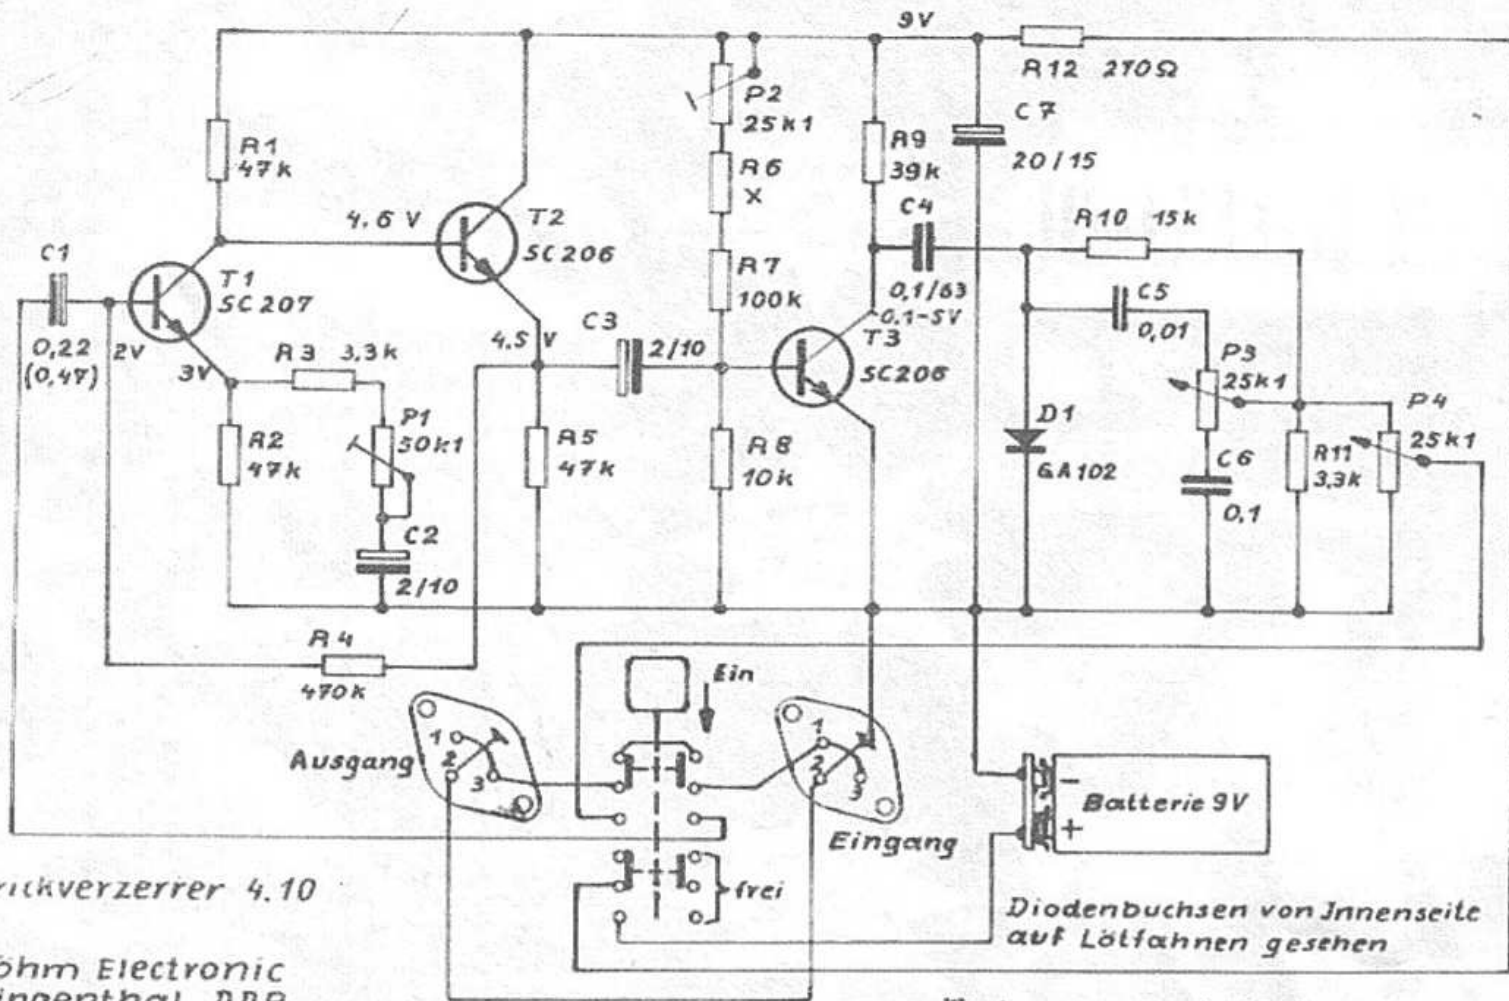 9V
R12 270Ω
P2
25k1
C7
20/15
R1
47k
R6
X
R9
39k
4.6 V
T2
SC206
C4
R10 15k
C1
T1
SC207
R7
100k
0,1/63
0,1-5V
T3
SC206
C5
0,01
0,22
(0,47)
2V
3V
R3 3,3k
4,5 V
C3
2/10
P3
25k1
P4
25k1
P1
50k1
R2
47k
R5
47k
R8
10k
D1
GA102
C6
0,1
R11
3,3k
C2
2/10
R4
470k
Ein
Ausgang
1
2
3
1
2
3
Eingang
Batterie 9V
−
+
frei
4.10
Electronic
Diodenbuchsen von Innenseite
auf Lötfahnen gesehen